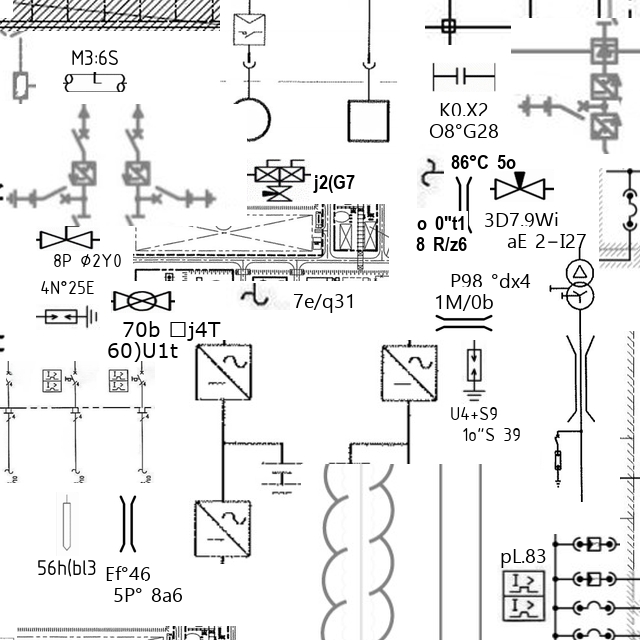 M3:6S
K0.X2
O8°G28
86°C 5o
j2(G7
o 0"t1
8 R/z6
3D7.9Wi
aE 2-I27
8P Ø2Y0
4N°25E
P98 °dx4
1M/0b
7e/q31
70b □j4T
60)U1t
U4+S9
1o"S 39
pL.83
56h(bl3
Ef°46
5P° 8a6